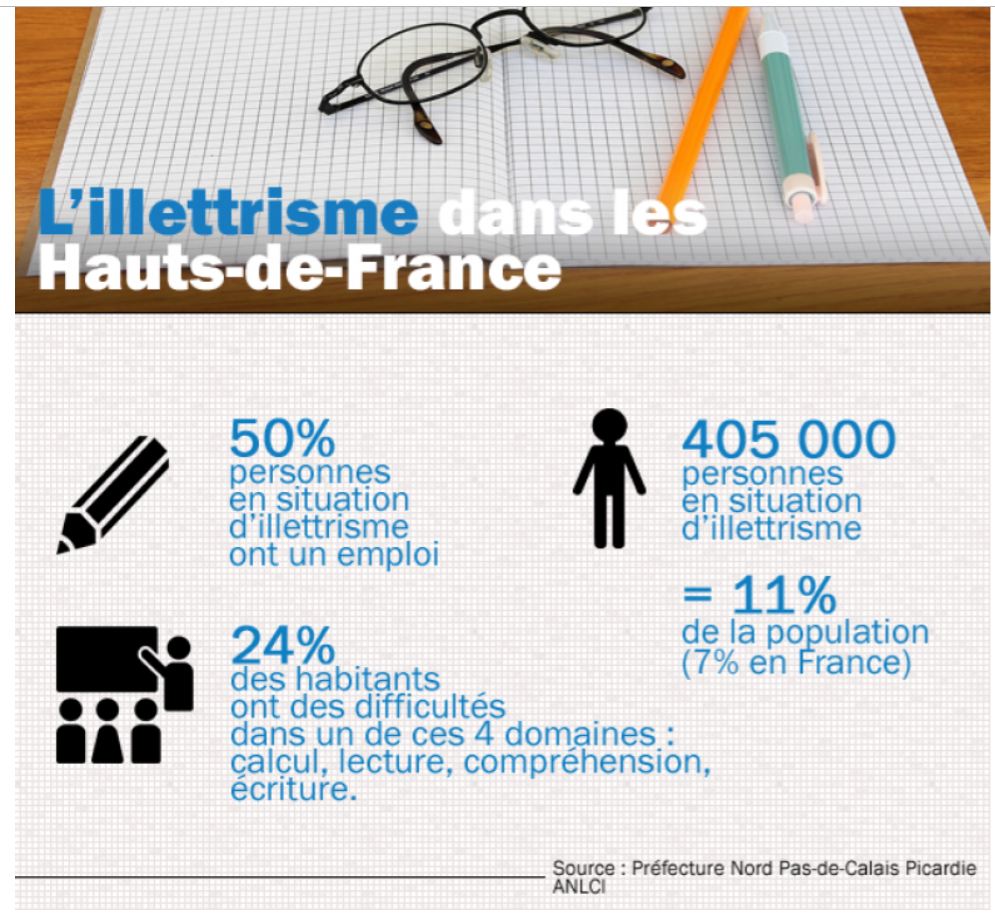 L'illettrisme dans les
Hauts-de-France
50%
personnes
en situation
d'illettrisme
ont un emploi
405 000
personnes
en situation
d'illettrisme
= 11%
de la population
(7% en France)
24%
des habitants
ont des difficultés
dans un de ces 4 domaines :
calcul, lecture, compréhension,
écriture.
Source : Préfecture Nord Pas-de-Calais Picardie
ANLCI